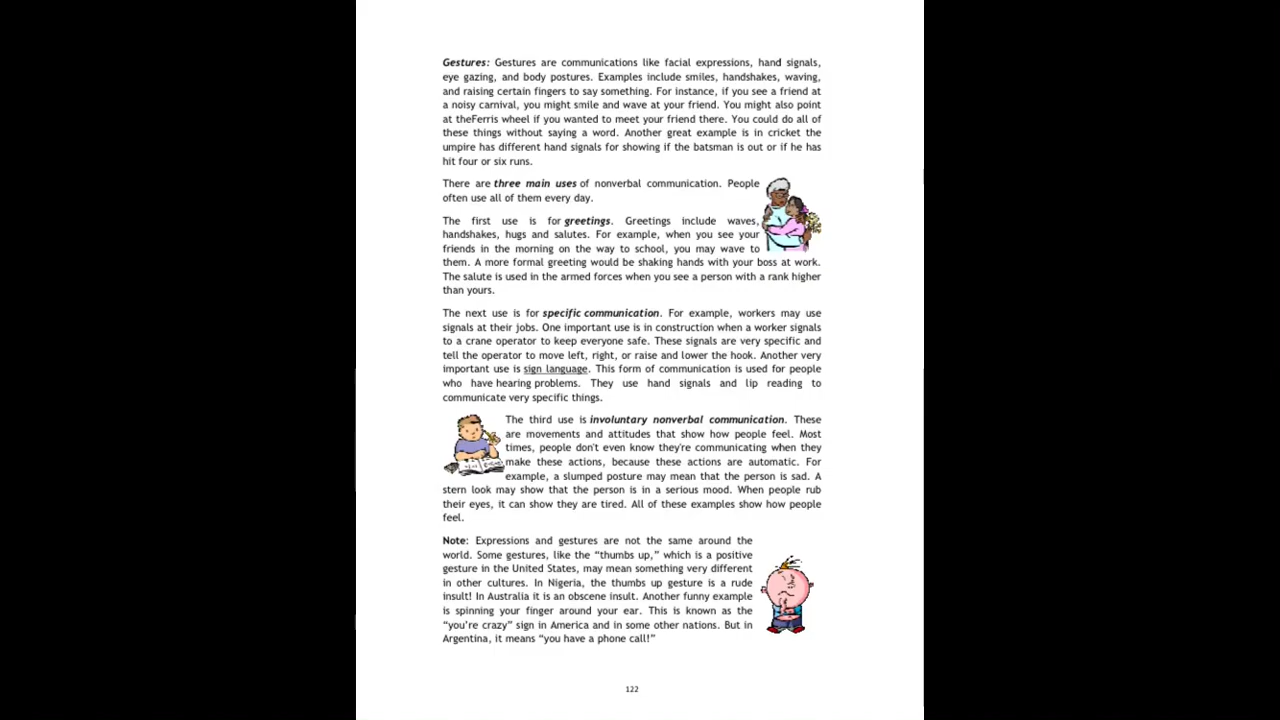 Gestures: Gestures are communications like facial expressions, hand signals,
eye gazing, and body postures. Examples include smiles, handshakes, waving,
and raising certain fingers to say something. For instance, if you see a friend at
a noisy carnival, you might smile and wave at your friend. You might also point
at theFerris wheel if you wanted to meet your friend there. You could do all of
these things without saying a word. Another great example is in cricket the
umpire has different hand signals for showing if the batsman is out or if he has
hit four or six runs.
There are three main uses of nonverbal communication. People
often use all of them every day.
The first use is for greetings. Greetings include waves,
handshakes, hugs and salutes. For example, when you see your
friends in the morning on the way to school, you may wave to
them. A more formal greeting would be shaking hands with your boss at work.
The salute is used in the armed forces when you see a person with a rank higher
than yours.
The next use is for specific communication. For example, workers may use
signals at their jobs. One important use is in construction when a worker signals
to a crane operator to keep everyone safe. These signals are very specific and
tell the operator to move left, right, or raise and lower the hook. Another very
important use is sign language. This form of communication is used for people
who have hearing problems. They use hand signals and lip reading to
communicate very specific things.
The third use is involuntary nonverbal communication. These
are movements and attitudes that show how people feel. Most
times, people don't even know they're communicating when they
make these actions, because these actions are automatic. For
example, a slumped posture may mean that the person is sad. A
stern look may show that the person is in a serious mood. When people rub
their eyes, it can show they are tired. All of these examples show how people
feel.
Note: Expressions and gestures are not the same around the
world. Some gestures, like the “thumbs up,” which is a positive
gesture in the United States, may mean something very different
in other cultures. In Nigeria, the thumbs up gesture is a rude
insult! In Australia it is an obscene insult. Another funny example
is spinning your finger around your ear. This is known as the
“you’re crazy” sign in America and in some other nations. But in
Argentina, it means “you have a phone call!”
122